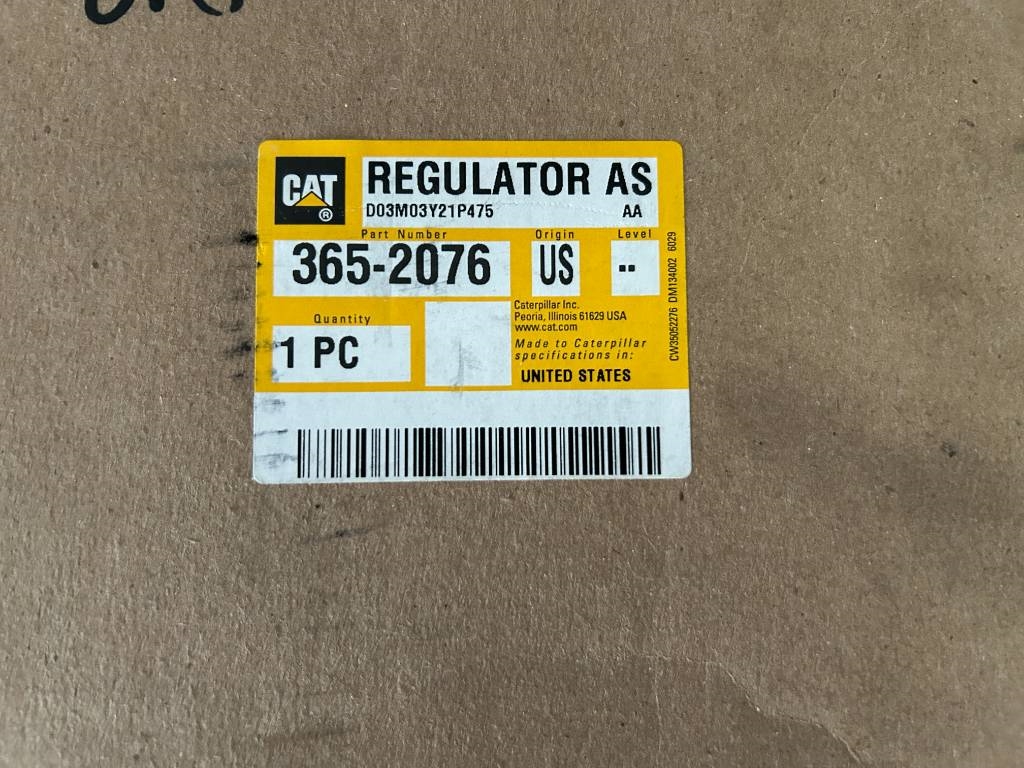 CAT
®
REGULATOR AS
D03M03Y21P475 AA
Part Number Origin Level
365-2076 US --
Quantity
1 PC
Caterpillar Inc.
Peoria, Illinois 61629 USA
www.cat.com
Made to Caterpillar
specifications in:
UNITED STATES
CW35052276 DM134002 6029